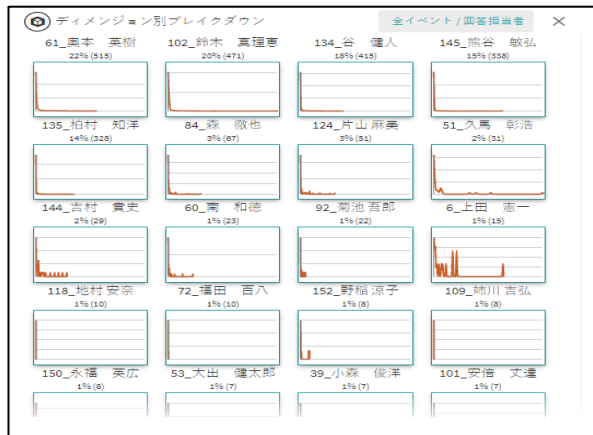 ディメンジョン別ブレイクダウン 全イベント/回答担当者
61_奥本 英樹 102_鈴木 真理恵 134_谷 健人 145_熊谷 敏弘
22% (515) 20% (471) 18% (415) 15% (338)
135_柏村 知洋 84_森 徹也 124_片山 麻美 51_久馬 彰浩
14% (328) 3% (67) 3% (51) 2% (31)
144_吉村 貴史 60_南 和徳 92_菊池 吾郎 6_上田 憲一
2% (29) 1% (23) 1% (22) 1% (15)
118_地村 安奈 72_福田 百八 152_野稲 涼子 109_姉川 吉弘
1% (10) 1% (10) 1% (8) 1% (8)
150_永福 英広 53_大出 健太郎 39_小森 俊洋 101_安倍 丈達
1% (8) 1% (7) 1% (7) 1% (7)